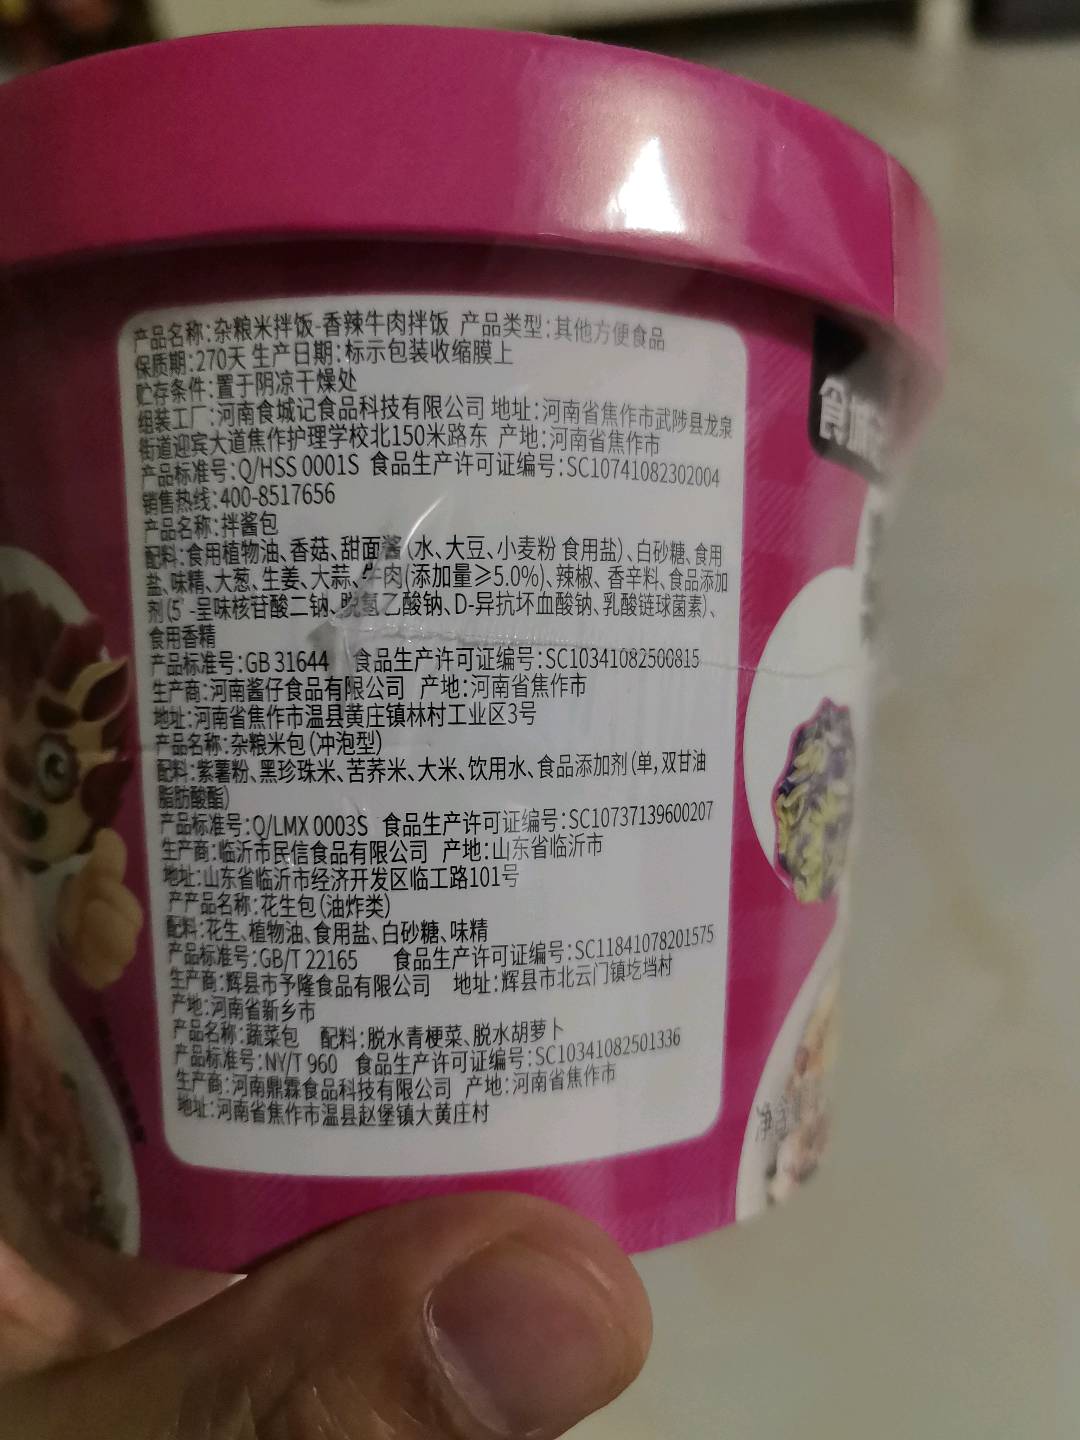 产品名称:杂粮米拌饭-香辣牛肉拌饭 产品类型:其他方便食品
保质期:270天 生产日期:标示包装收缩膜上
贮存条件:置于阴凉干燥处
组装工厂:河南食城记食品科技有限公司 地址:河南省焦作市武陟县龙泉
街道迎宾大道焦作护理学校北150米路东 产地:河南省焦作市
产品标准号:Q/HSS 0001S 食品生产许可证编号:SC10741082302004
销售热线:400-8517656
产品名称:拌酱包
配料:食用植物油、香菇、甜面酱(水、大豆、小麦粉 食用盐)、白砂糖、食用
盐、味精、大葱、生姜、大蒜、牛肉(添加量≥5.0%)、辣椒、香辛料、食品添加
剂(5′-呈味核苷酸二钠、脱氢乙酸钠、D-异抗坏血酸钠、乳酸链球菌素)、
食用香精
产品标准号:GB 31644 食品生产许可证编号:SC10341082500815
生产商:河南酱仔食品有限公司 产地:河南省焦作市
地址:河南省焦作市温县黄庄镇林村工业区3号
产品名称:杂粮米包(冲泡型)
配料:紫薯粉、黑珍珠米、苦荞米、大米、饮用水、食品添加剂(单,双甘油
脂肪酸酯)
产品标准号:Q/LMX 0003S 食品生产许可证编号:SC10737139600207
生产商:临沂市民信食品有限公司 产地:山东省临沂市
地址:山东省临沂市经济开发区临工路101号
产产品名称:花生包(油炸类)
配料:花生、植物油、食用盐、白砂糖、味精
产品标准号:GB/T 22165 食品生产许可证编号:SC11841078201575
生产商:辉县市予隆食品有限公司 地址:辉县市北云门镇圪垱村
产地:河南省新乡市
产品名称:蔬菜包 配料:脱水青梗菜、脱水胡萝卜
产品标准号:NY/T 960 食品生产许可证编号:SC10341082501336
生产商:河南鼎霖食品科技有限公司 产地:河南省焦作市
地址:河南省焦作市温县赵堡镇大黄庄村
食城
净含